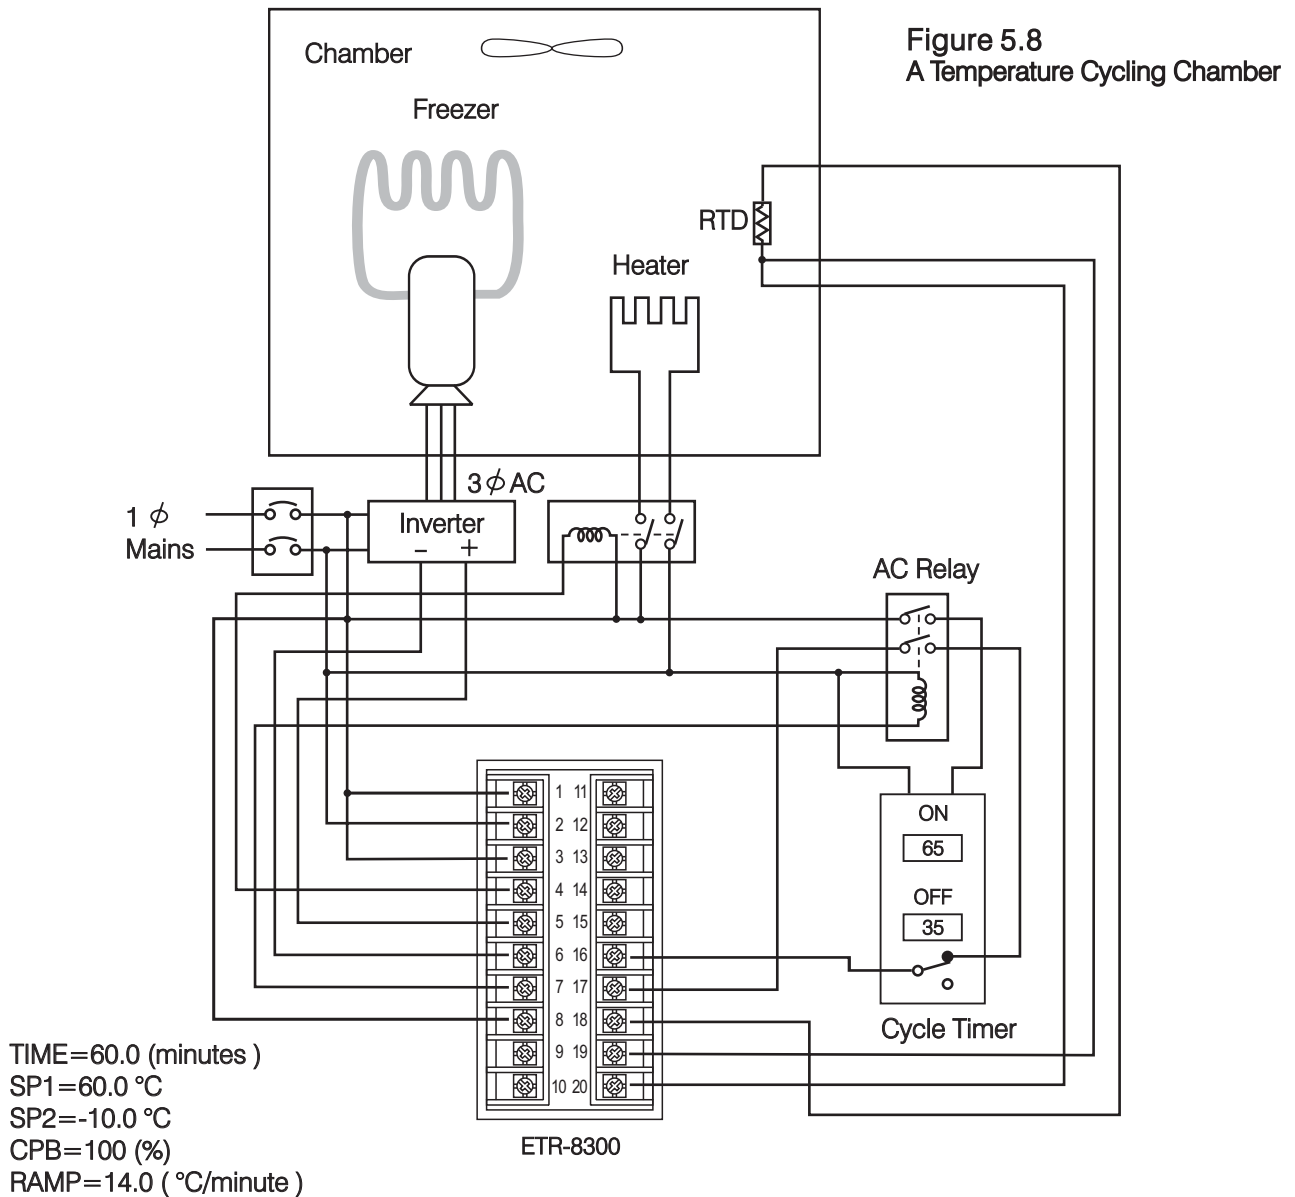 Figure 5.8
A Temperature Cycling Chamber
Chamber
Freezer
RTD
Heater
3 ϕ AC
1 ϕ
Mains
Inverter
− +
AC Relay
ON
65
OFF
35
Cycle Timer
1 11
2 12
3 13
4 14
5 15
6 16
7 17
8 18
9 19
10 20
ETR-8300
TIME=60.0 (minutes )
SP1=60.0 °C
SP2=-10.0 °C
CPB=100 (%)
RAMP=14.0 ( °C/minute )